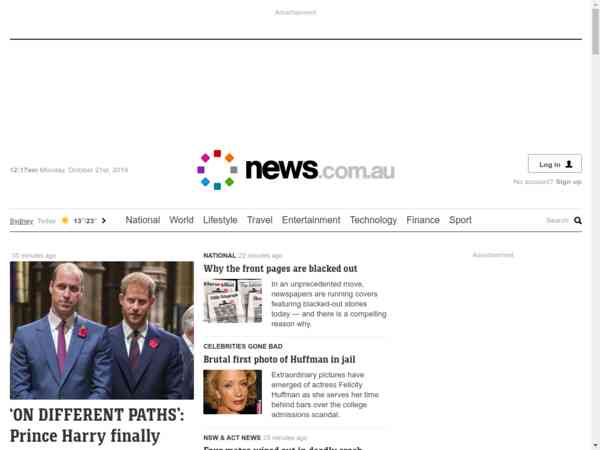 Advertisement
12:17am Monday, October 21st, 2019
news.com.au
Log in
No account? Sign up
Sydney Today 13°/23°
National World Lifestyle Travel Entertainment Technology Finance Sport
Search
35 minutes ago
'ON DIFFERENT PATHS':
Prince Harry finally
NATIONAL 22 minutes ago
Why the front pages are blacked out
In an unprecedented move,
newspapers are running covers
featuring blacked-out stories
today — and there is a compelling
reason why.
CELEBRITIES GONE BAD
Brutal first photo of Huffman in jail
Extraordinary pictures have
emerged of actress Felicity
Huffman as she serves her time
behind bars over the college
admissions scandal.
NSW & ACT NEWS 25 minutes ago
Advertisement